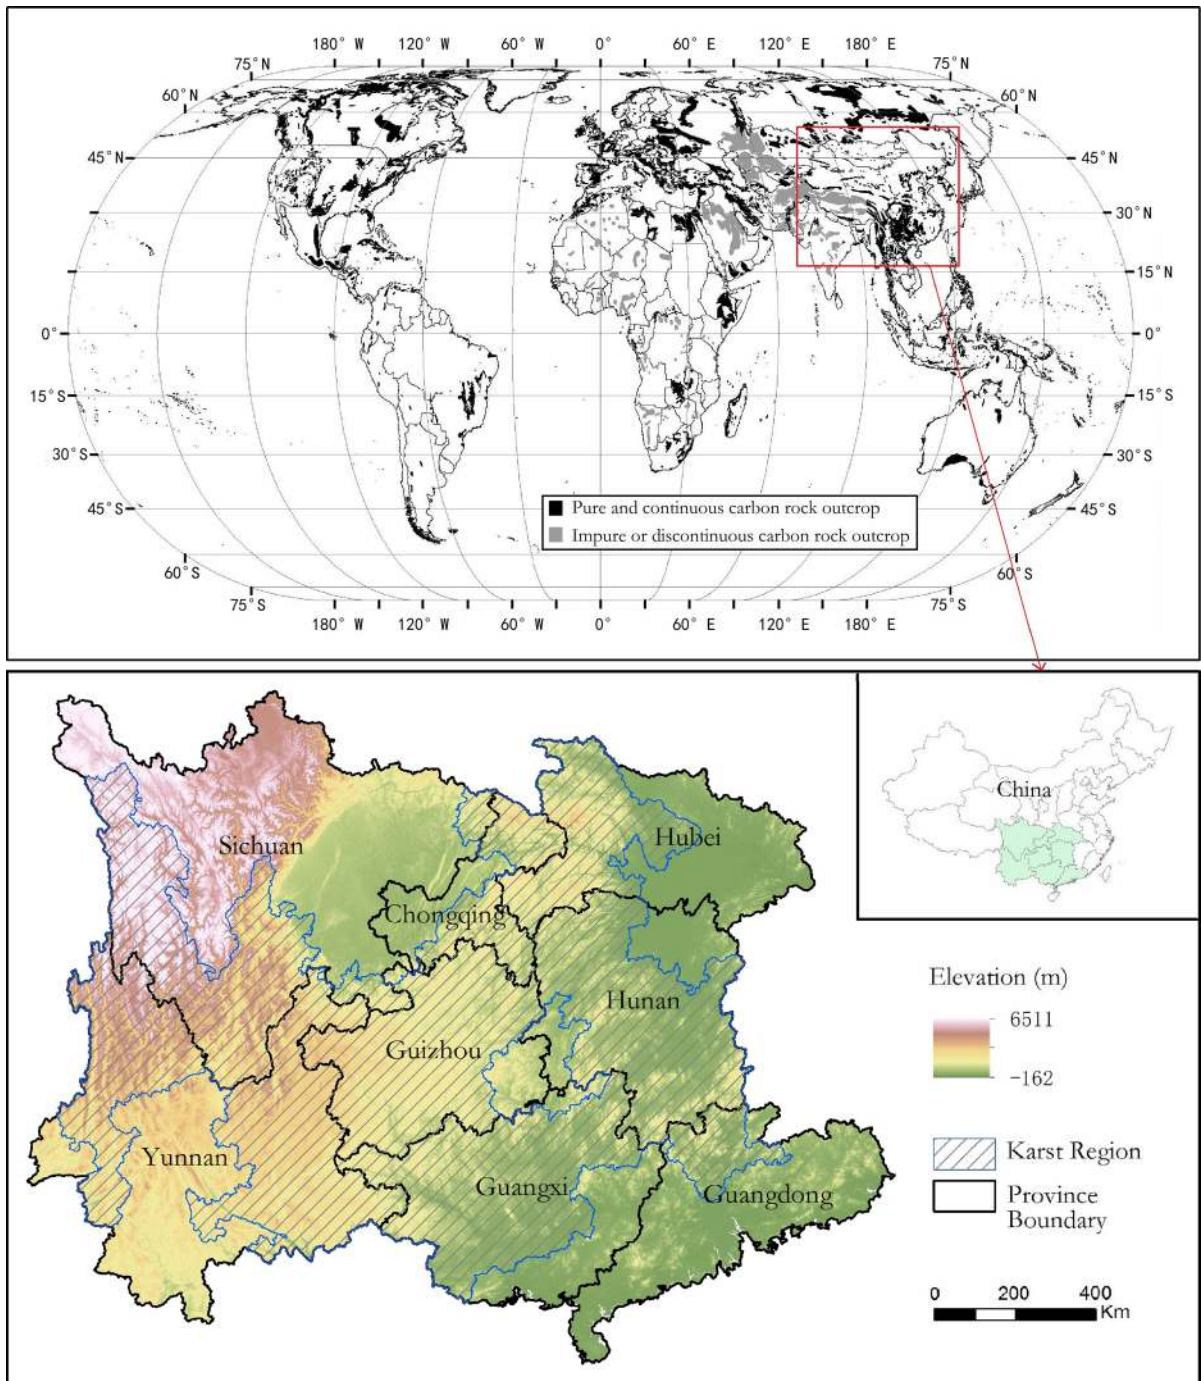 180° W 120° W 60° W 0° 60° E 120° E 180° E
75°N 75°N
60°N 60°N
45°N 45°N
30°N
15°N
0° 0°
15°S 15°S
30°S 30°S
45°S 45°S
Pure and continuous carbon rock outcrop
Impure or discontinuous carbon rock outcrop
60°S 60°S
75°S 75°S
180° W 120° W 60° W 0° 60° E 120° E 180° E
China
Sichuan
Hubei
Chongqing
Hunan
Guizhou
Yunnan
Guangxi
Guangdong
Elevation (m)
6511
-162
Karst Region
Province
Boundary
0 200 400
Km